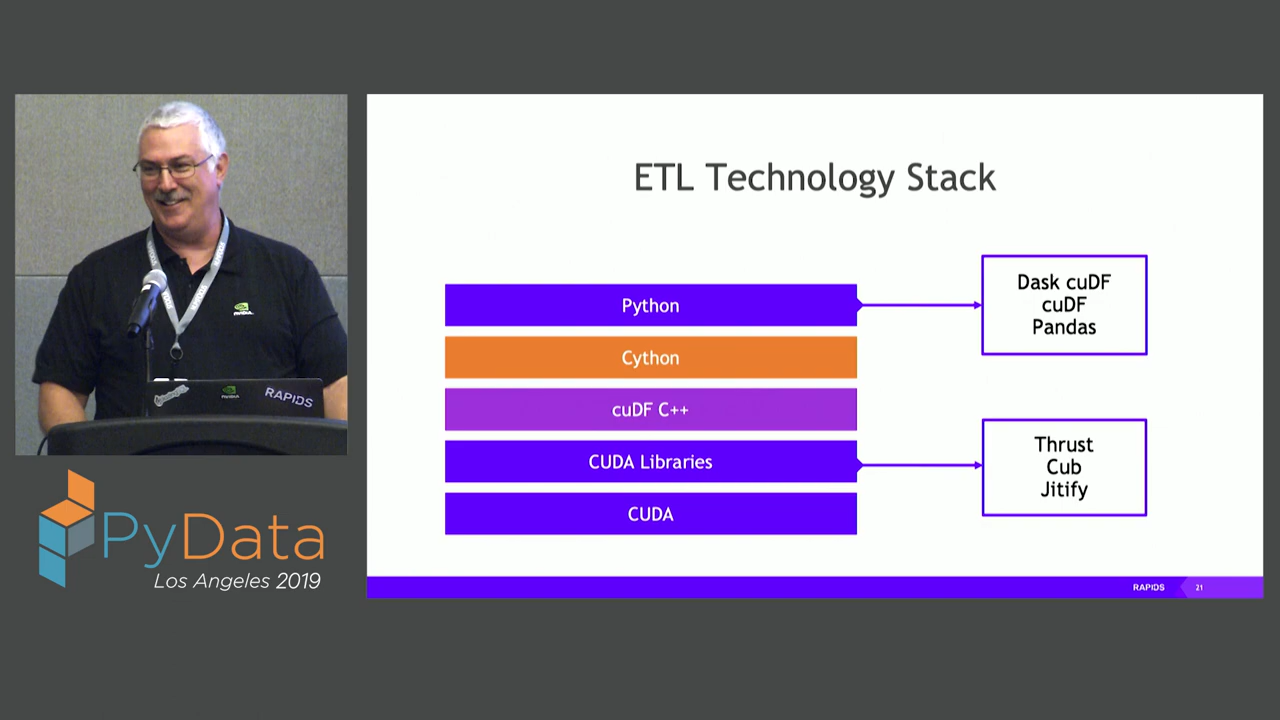 ETL Technology Stack
Python
Cython
cuDF C++
CUDA Libraries
CUDA
Dask cuDF
cuDF
Pandas
Thrust
Cub
Jitify
RAPIDS
21
NVIDIA
RAPIDS
PyData
Los Angeles 2019